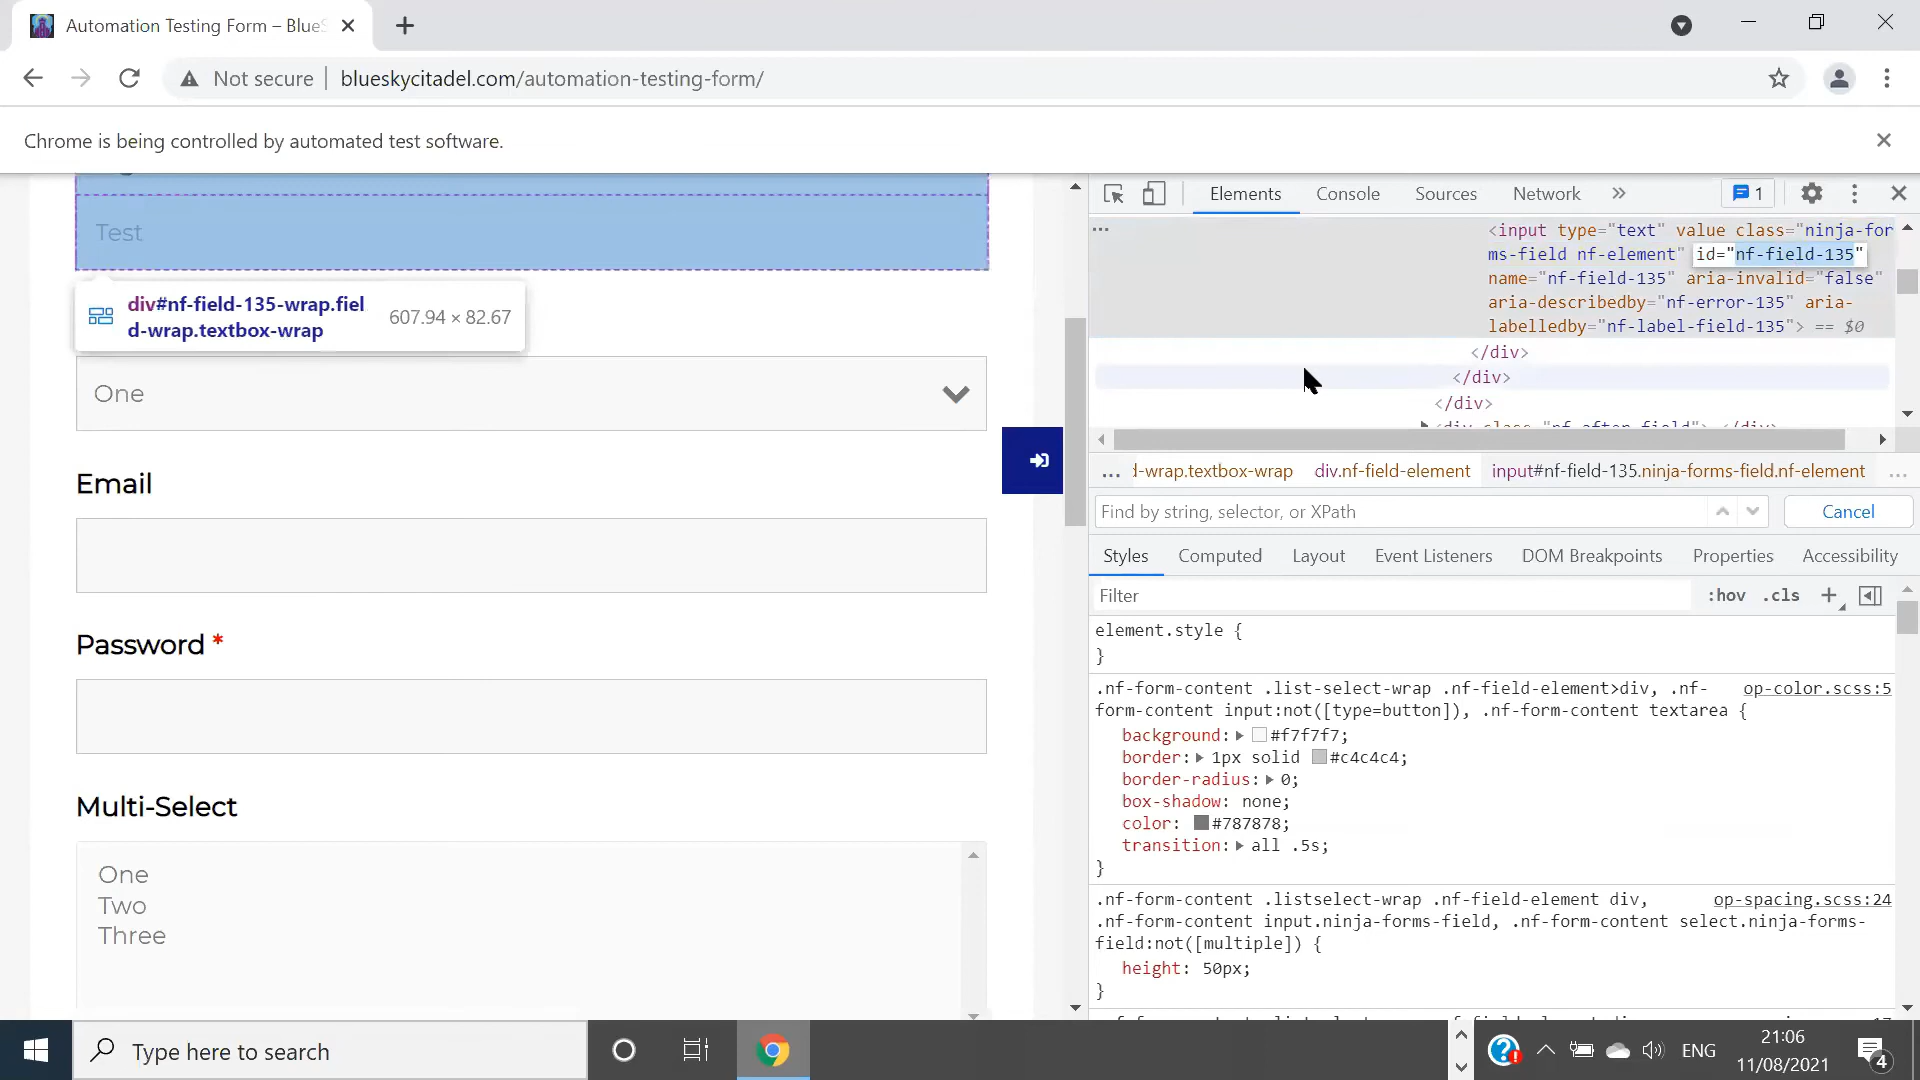 Automation Testing Form – BlueS
Not secure
blueskycitadel.com/automation-testing-form/
Chrome is being controlled by automated test software.
Test
div#nf-field-135-wrap.fiel
d-wrap.textbox-wrap
607.94 × 82.67
One
Email
Password *
Multi-Select
One
Two
Three
Elements
Console
Sources
Network
»
1
<input type="text" value class="ninja-for
ms-field nf-element" id="nf-field-135"
name="nf-field-135" aria-invalid="false"
aria-describedby="nf-error-135" aria-
labelledby="nf-label-field-135"> == $0
</div>
</div>
</div>
<div class="nf-after-field"> </div>
... d-wrap.textbox-wrap div.nf-field-element input#nf-field-135.ninja-forms-field.nf-element ...
Find by string, selector, or XPath
Cancel
Styles
Computed
Layout
Event Listeners
DOM Breakpoints
Properties
Accessibility
Filter
:hov .cls +
element.style {
}
.nf-form-content .list-select-wrap .nf-field-element>div, .nf- op-color.scss:5
form-content input:not([type=button]), .nf-form-content textarea {
background: #f7f7f7;
border: 1px solid #c4c4c4;
border-radius: 0;
box-shadow: none;
color: #787878;
transition: all .5s;
}
.nf-form-content .listselect-wrap .nf-field-element div, op-spacing.scss:24
.nf-form-content input.ninja-forms-field, .nf-form-content select.ninja-forms-
field:not([multiple]) {
height: 50px;
}
Type here to search
ENG
21:06
11/08/2021
4